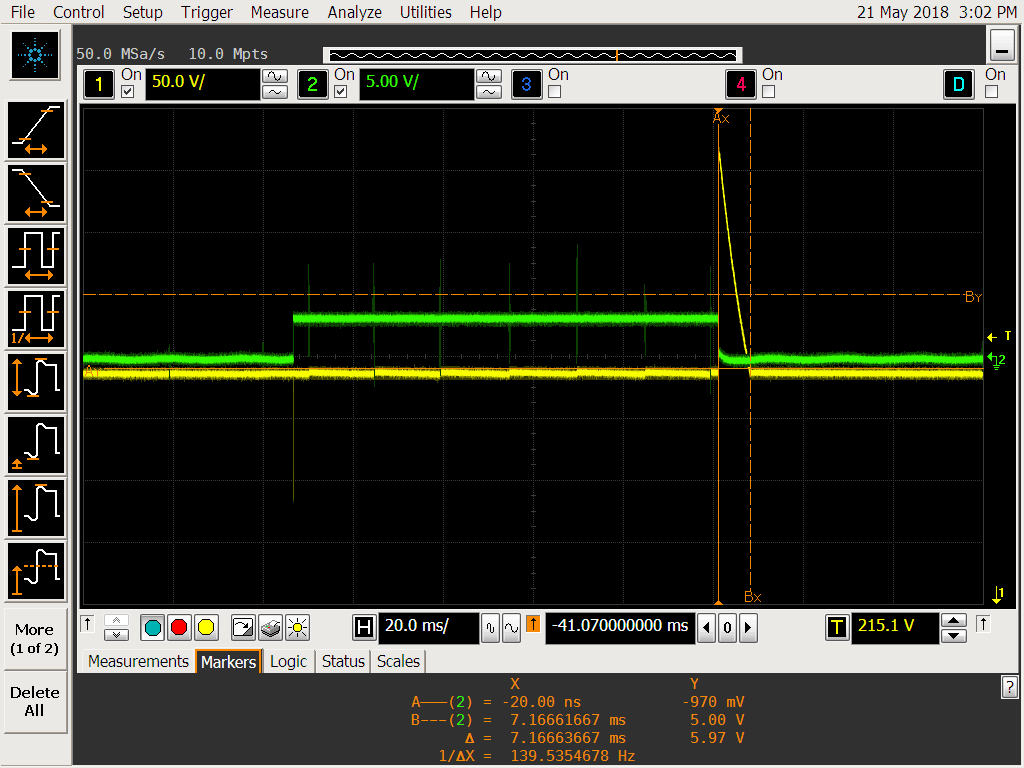 File Control Setup Trigger Measure Analyze Utilities Help 21 May 2018 3:02 PM
50.0 MSa/s 10.0 Mpts
1 On 50.0 V/ 2 On 5.00 V/ 3 On 4 On D On
Ax
By
T
2
A
1/
Bx
1
More
(1 of 2)
Delete
All
H 20.0 ms/ -41.070000000 ms 0 T 215.1 V
Measurements Markers Logic Status Scales
?
X Y
A———(2) = -20.00 ns -970 mV
B---(2) = 7.16661667 ms 5.00 V
Δ = 7.16663667 ms 5.97 V
1/ΔX = 139.5354678 Hz